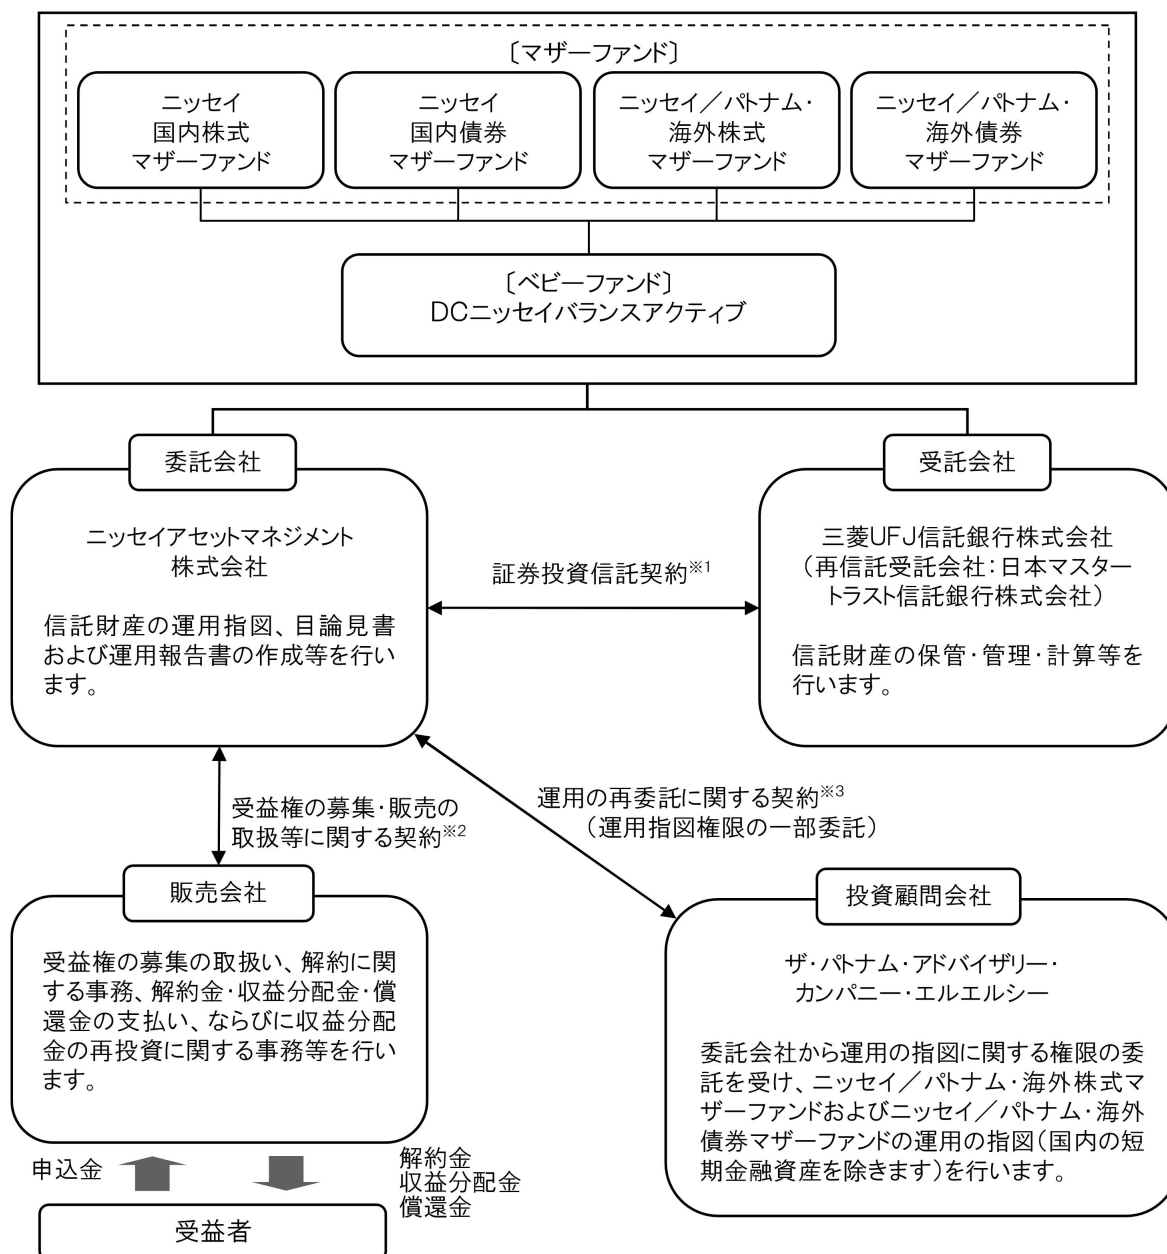 〔マザーファンド〕
ニッセイ
国内株式
マザーファンド
ニッセイ
国内債券
マザーファンド
ニッセイ／パトナム・
海外株式
マザーファンド
ニッセイ／パトナム・
海外債券
マザーファンド
〔ベビーファンド〕
DCニッセイバランスアクティブ
委託会社
ニッセイアセットマネジメント
株式会社
信託財産の運用指図、目論見書
および運用報告書の作成等を行い
ます。
証券投資信託契約※1
受託会社
三菱UFJ信託銀行株式会社
（再信託受託会社：日本マスター
トラスト信託銀行株式会社）
信託財産の保管・管理・計算等を
行います。
受益権の募集・販売の
取扱等に関する契約※2
運用の再委託に関する契約※3
（運用指図権限の一部委託）
販売会社
受益権の募集の取扱い、解約に関
する事務、解約金・収益分配金・償
還金の支払い、ならびに収益分配
金の再投資に関する事務等を行い
ます。
投資顧問会社
ザ・パトナム・アドバイザリー・
カンパニー・エルエルシー
委託会社から運用の指図に関する権限の委
託を受け、ニッセイ／パトナム・海外株式マ
ザーファンドおよびニッセイ／パトナム・海外
債券マザーファンドの運用の指図（国内の短
期金融資産を除きます）を行います。
申込金
解約金
収益分配金
償還金
受益者